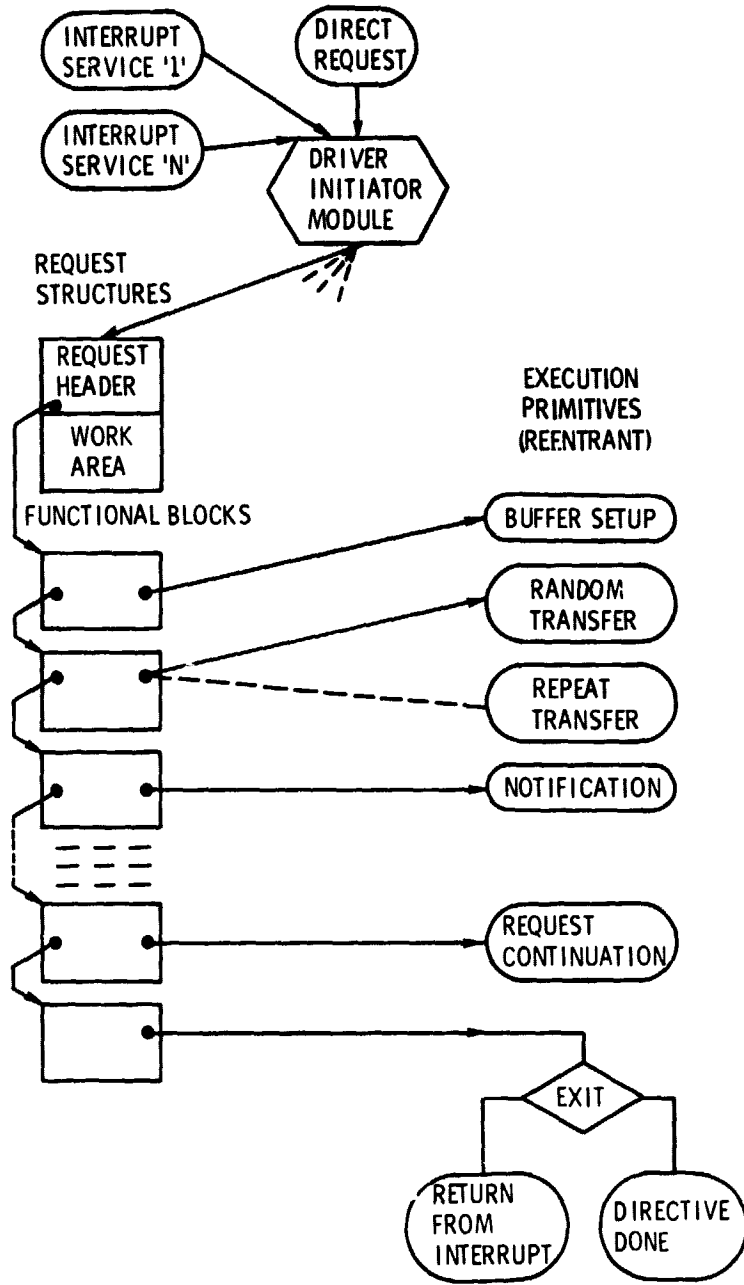 INTERRUPT
SERVICE '1'
DIRECT
REQUEST
INTERRUPT
SERVICE 'N'
DRIVER
INITIATOR
MODULE
REQUEST
STRUCTURES
REQUEST
HEADER
WORK
AREA
EXECUTION
PRIMITIVES
(REENTRANT)
FUNCTIONAL BLOCKS
BUFFER SETUP
RANDOM
TRANSFER
REPEAT
TRANSFER
NOTIFICATION
REQUEST
CONTINUATION
EXIT
RETURN
FROM
INTERRUPT
DIRECTIVE
DONE